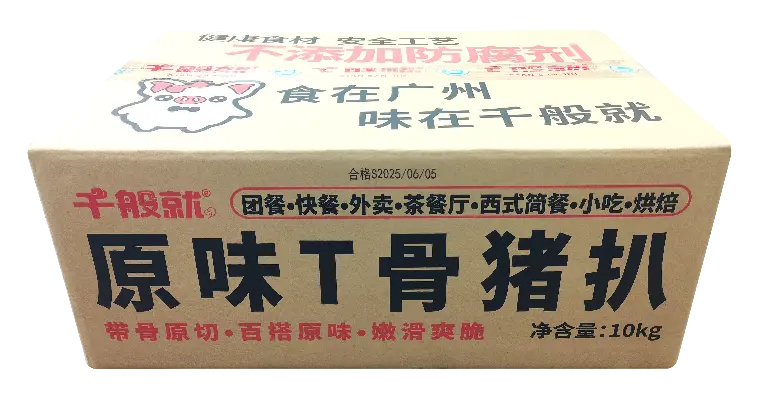 健康食材 安全工艺
不添加防腐剂
食在广州
味在千般就
合格S2025/06/05
千般就®
团餐•快餐•外卖•茶餐厅•西式简餐•小吃•烘焙
原味T骨猪扒
带骨原切•百搭原味•嫩滑爽脆
净含量:10kg